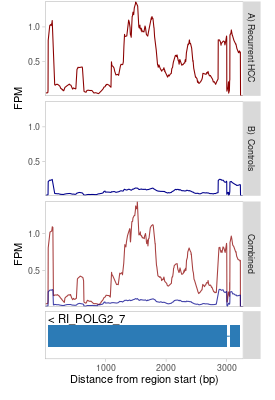 1.0
0.5
A) Recurrent HCC
1.0
0.5
B): Controls
FPM
1.0
0.5
Combined
FPM
< RI_POLG2_7
1000
2000
3000
Distance from region start (bp)